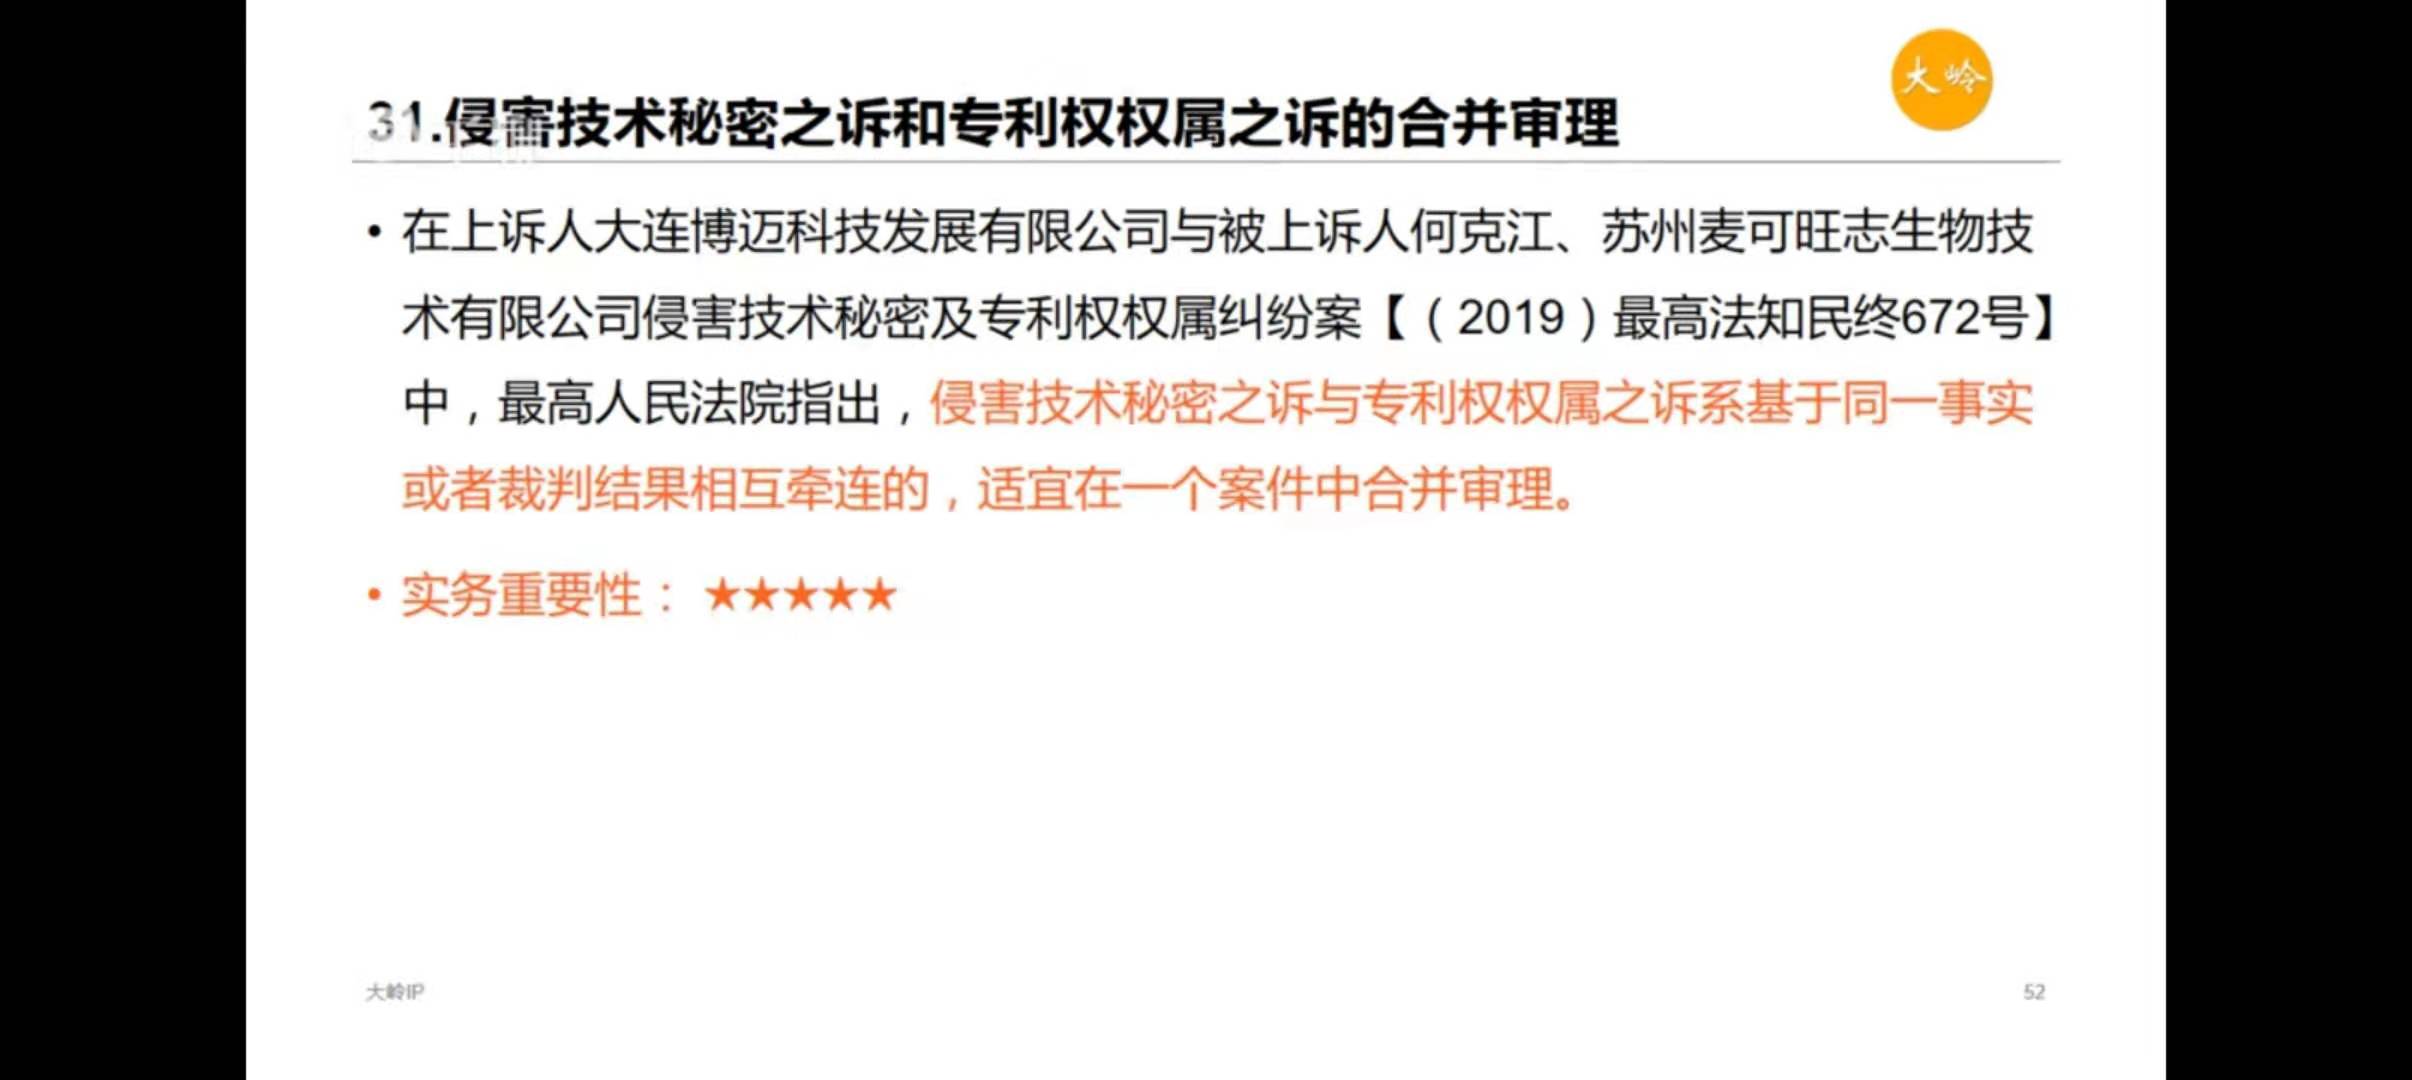 大岭
31.侵害技术秘密之诉和专利权权属之诉的合并审理
• 在上诉人大连博迈科技发展有限公司与被上诉人何克江、苏州麦可旺志生物技
术有限公司侵害技术秘密及专利权权属纠纷案【（2019）最高法知民终672号】
中，最高人民法院指出，侵害技术秘密之诉与专利权权属之诉系基于同一事实
或者裁判结果相互牵连的，适宜在一个案件中合并审理。
• 实务重要性： ★★★★★
大岭IP
52